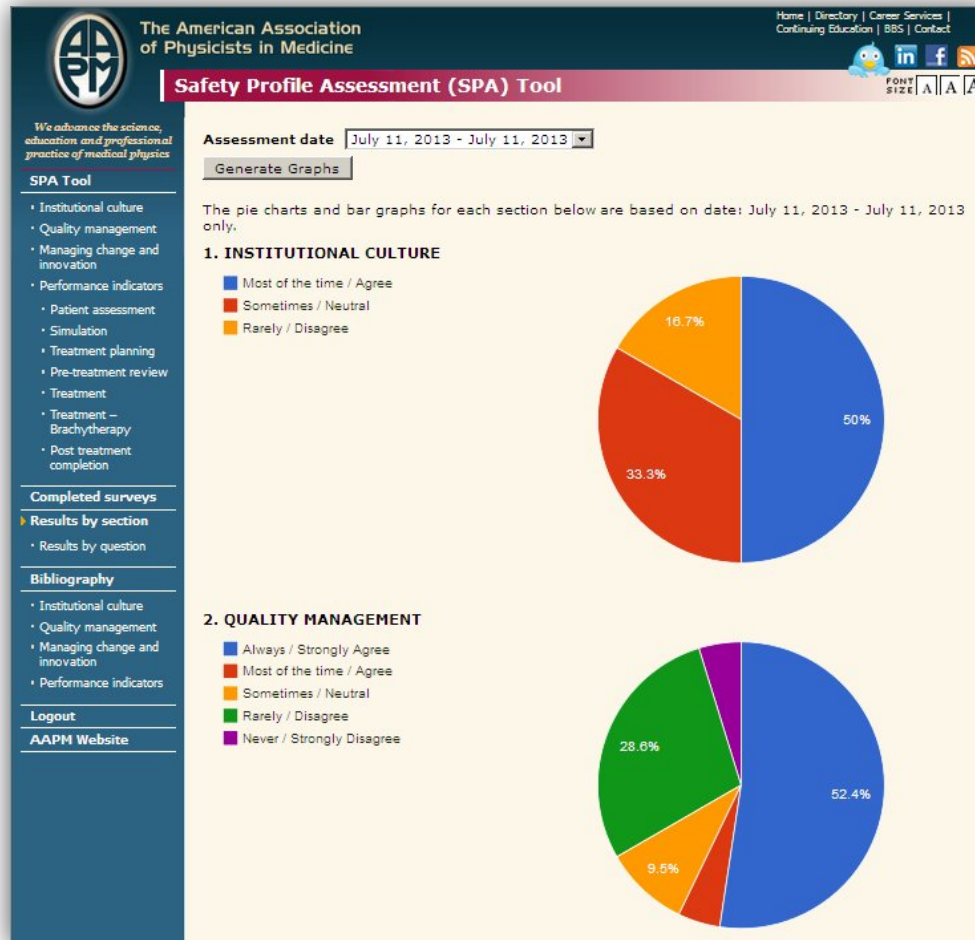 The American Association
of Physicists in Medicine
Home | Directory | Career Services |
Continuing Education | BBS | Contact
AAPM
in f
Safety Profile Assessment (SPA) Tool
FONT
SIZE A A A
We advance the science,
education and professional
practice of medical physics
SPA Tool
Institutional culture
Quality management
Managing change and
innovation
Performance indicators
Patient assessment
Simulation
Treatment planning
Pre-treatment review
Treatment
Treatment –
Brachytherapy
Post treatment
completion
Completed surveys
Results by section
Results by question
Bibliography
Institutional culture
Quality management
Managing change and
innovation
Performance indicators
Logout
AAPM Website
Assessment date July 11, 2013 - July 11, 2013
Generate Graphs
The pie charts and bar graphs for each section below are based on date: July 11, 2013 - July 11, 2013
only.
1. INSTITUTIONAL CULTURE
Most of the time / Agree
Sometimes / Neutral
Rarely / Disagree
16.7%
50%
33.3%
2. QUALITY MANAGEMENT
Always / Strongly Agree
Most of the time / Agree
Sometimes / Neutral
Rarely / Disagree
Never / Strongly Disagree
28.6%
52.4%
9.5%